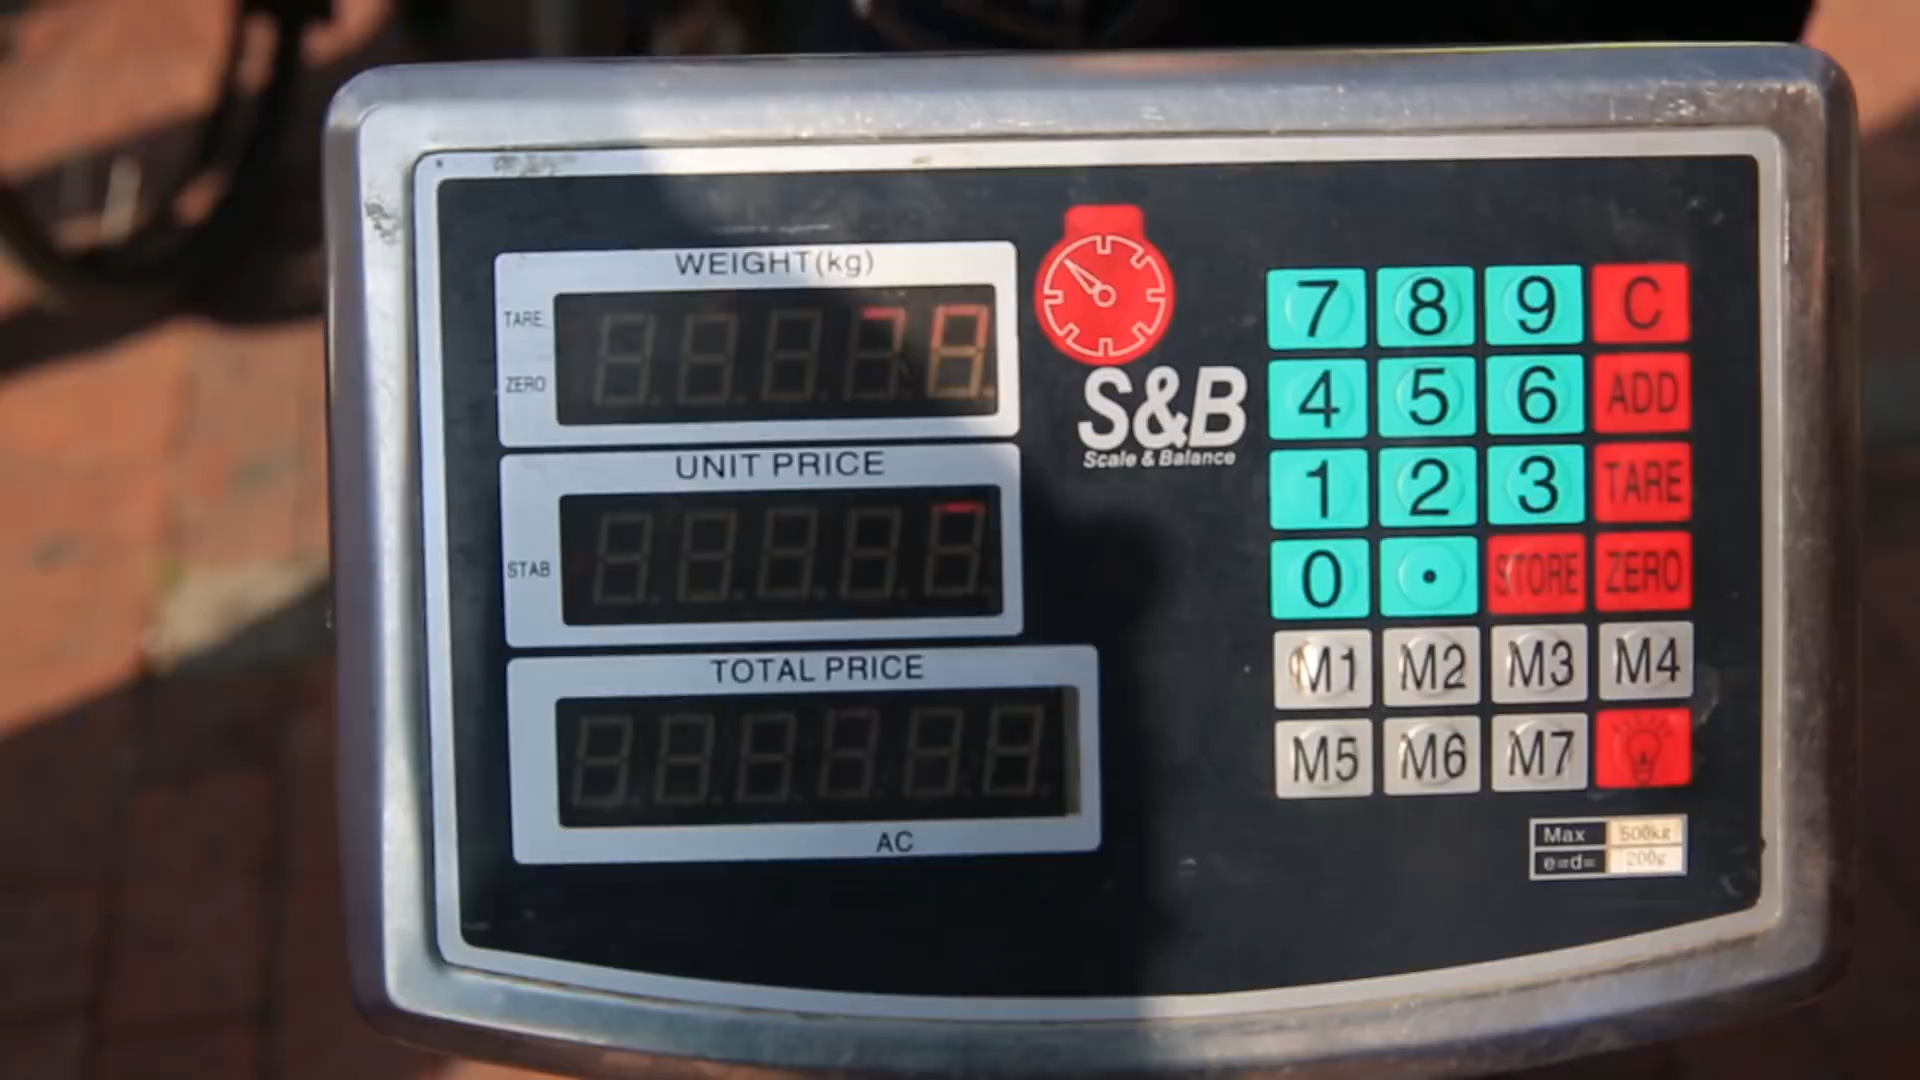 WEIGHT(kg)
TARE
ZERO
UNIT PRICE
STAB
TOTAL PRICE
AC
S&B
Scale & Balance
7 8 9 C
4 5 6 ADD
1 2 3 TARE
0 . STORE ZERO
M1 M2 M3 M4
M5 M6 M7
Max 500kg
e=d= 200g